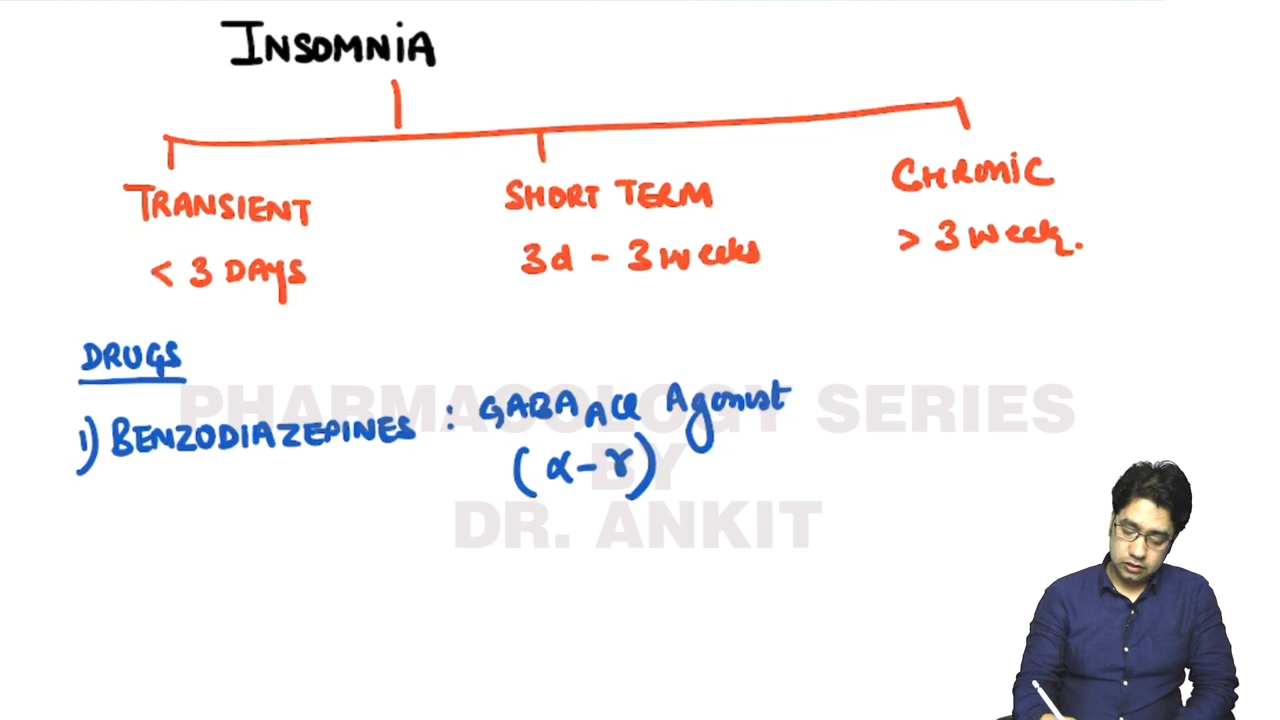 INSOMNIA
TRANSIENT
< 3 DAYS
SHORT TERM
3d - 3 weeks
CHRONIC
> 3 week.
DRUGS
1) BENZODIAZEPINES : GABA A CR Agonist
(α-γ)
PHARMACOLOGY SERIES
BY
DR. ANKIT